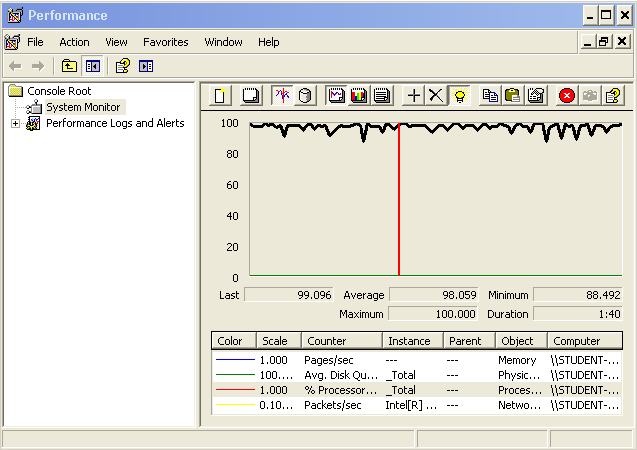 Performance
File Action View Favorites Window Help
Console Root
System Monitor
Performance Logs and Alerts
100
80
60
40
20
0
Last 99.096 Average 98.059 Minimum 88.492
Maximum 100.000 Duration 1:40
Color Scale Counter Instance Parent Object Computer
1.000 Pages/sec --- --- Memory \\STUDENT-...
100.... Avg. Disk Qu... _Total --- Physic... \\STUDENT-...
1.000 % Processor... _Total --- Proces... \\STUDENT-...
0.10... Packets/sec Intel[R] ... --- Netwo... \\STUDENT-...